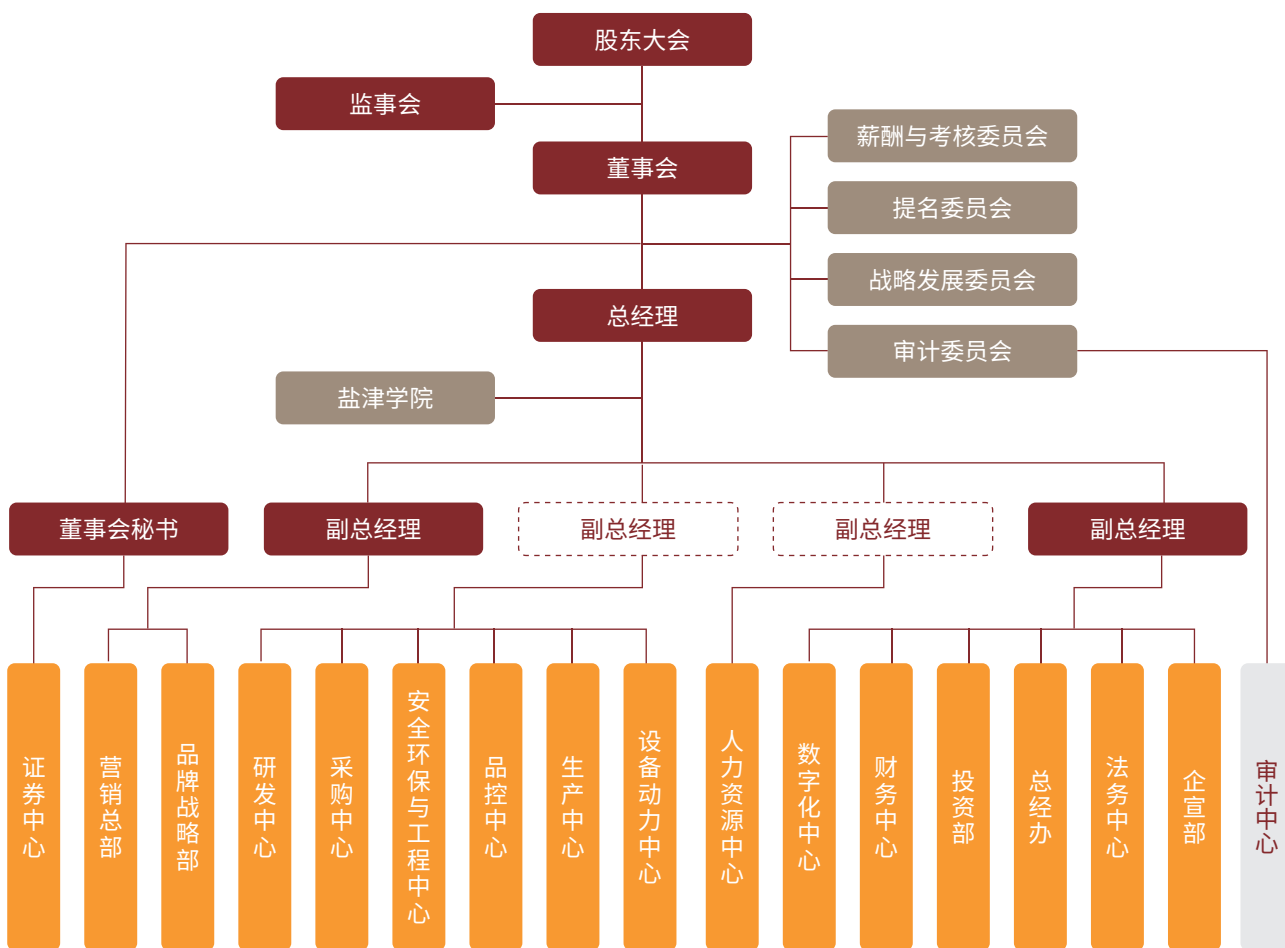 股东大会
监事会
董事会
薪酬与考核委员会
提名委员会
战略发展委员会
总经理
审计委员会
盐津学院
董事会秘书
副总经理
副总经理
副总经理
副总经理
证券中心
营销总部
品牌战略部
研发中心
采购中心
安全环保与工程中心
品控中心
生产中心
设备动力中心
人力资源中心
数字化中心
财务中心
投资部
总经办
法务中心
企宣部
审计中心